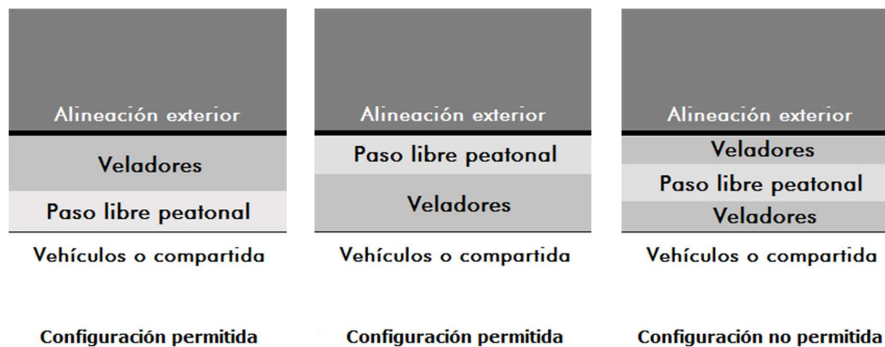 Alineación exterior
Veladores
Paso libre peatonal
Vehículos o compartida
Configuración permitida
Alineación exterior
Paso libre peatonal
Veladores
Vehículos o compartida
Configuración permitida
Alineación exterior
Veladores
Paso libre peatonal
Veladores
Vehículos o compartida
Configuración no permitida